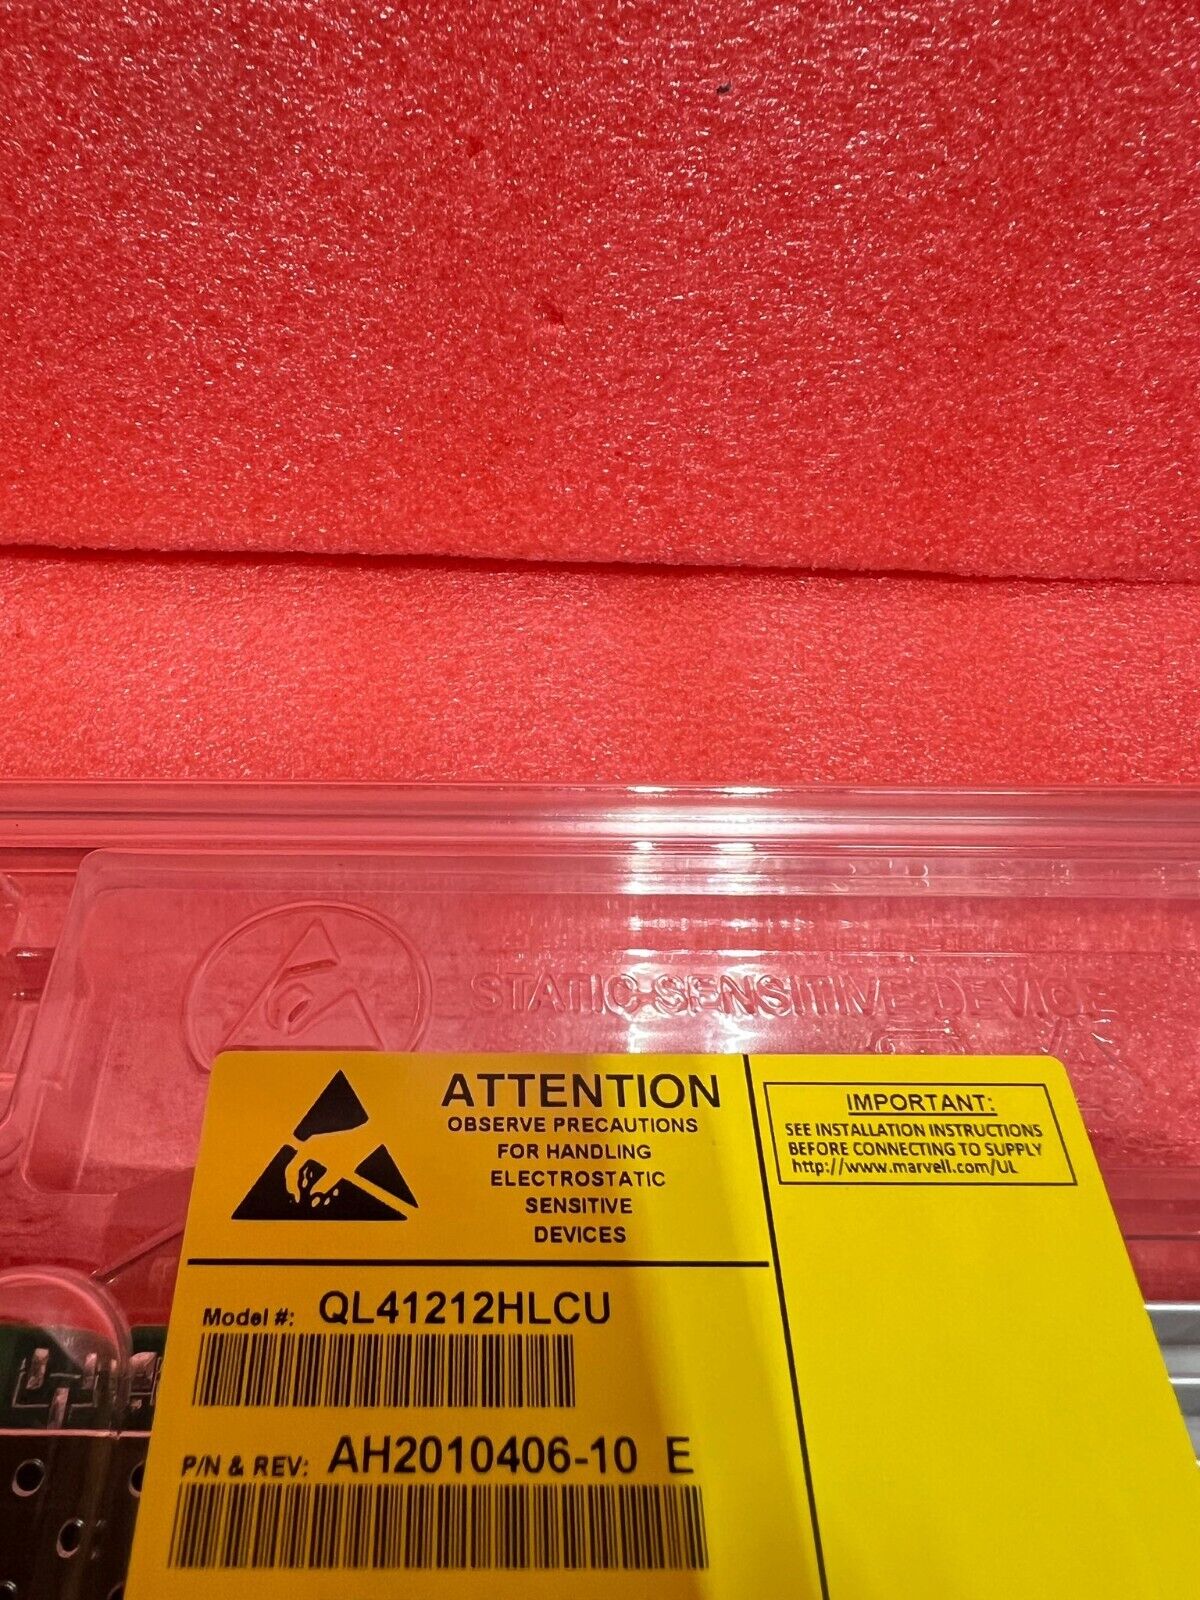 STATIC-SENSITIVE DEVICE
ATTENTION
OBSERVE PRECAUTIONS
FOR HANDLING
ELECTROSTATIC
SENSITIVE
DEVICES
IMPORTANT:
SEE INSTALLATION INSTRUCTIONS
BEFORE CONNECTING TO SUPPLY
http://www.marvell.com/UL
Model #: QL41212HLCU
P/N & REV: AH2010406-10 E